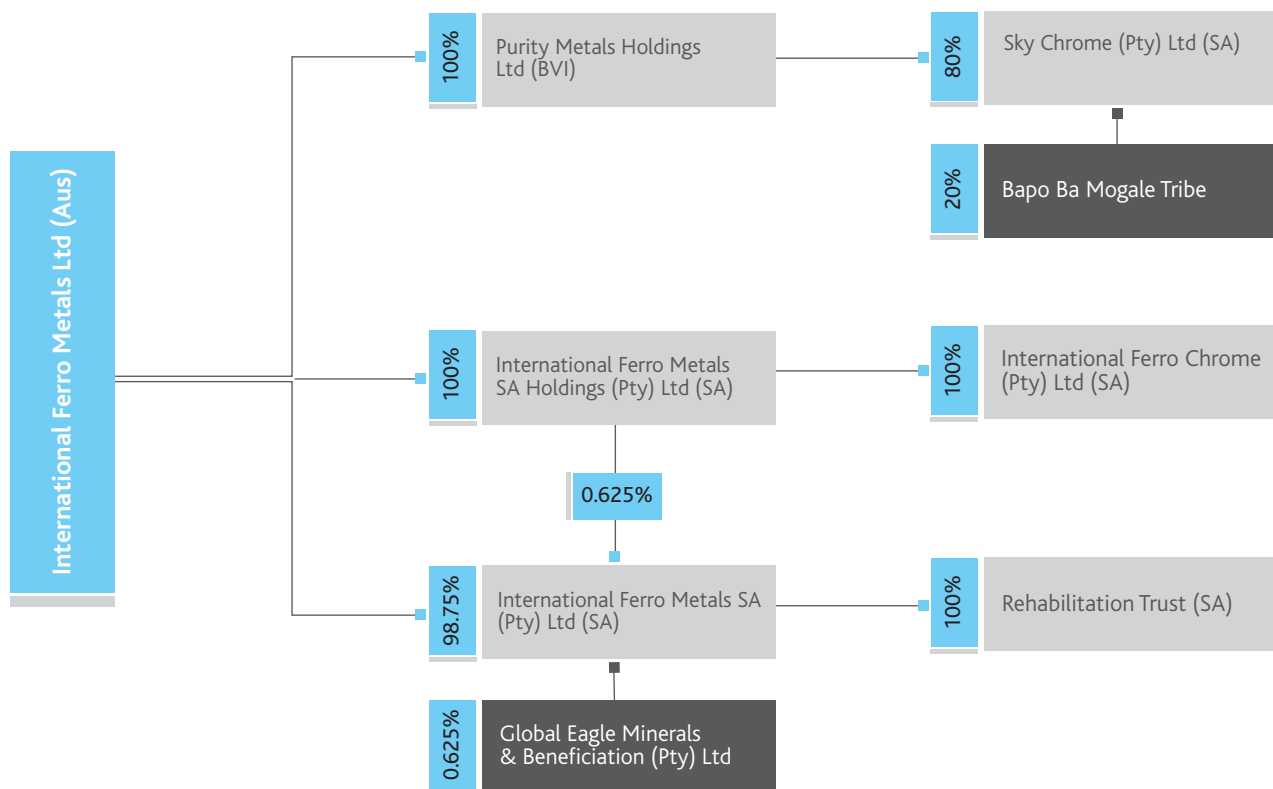 International Ferro Metals Ltd (Aus)
100%
Purity Metals Holdings
Ltd (BVI)
80%
Sky Chrome (Pty) Ltd (SA)
20%
Bapo Ba Mogale Tribe
100%
International Ferro Metals
SA Holdings (Pty) Ltd (SA)
100%
International Ferro Chrome
(Pty) Ltd (SA)
0.625%
98.75%
International Ferro Metals SA
(Pty) Ltd (SA)
100%
Rehabilitation Trust (SA)
0.625%
Global Eagle Minerals
& Beneficiation (Pty) Ltd